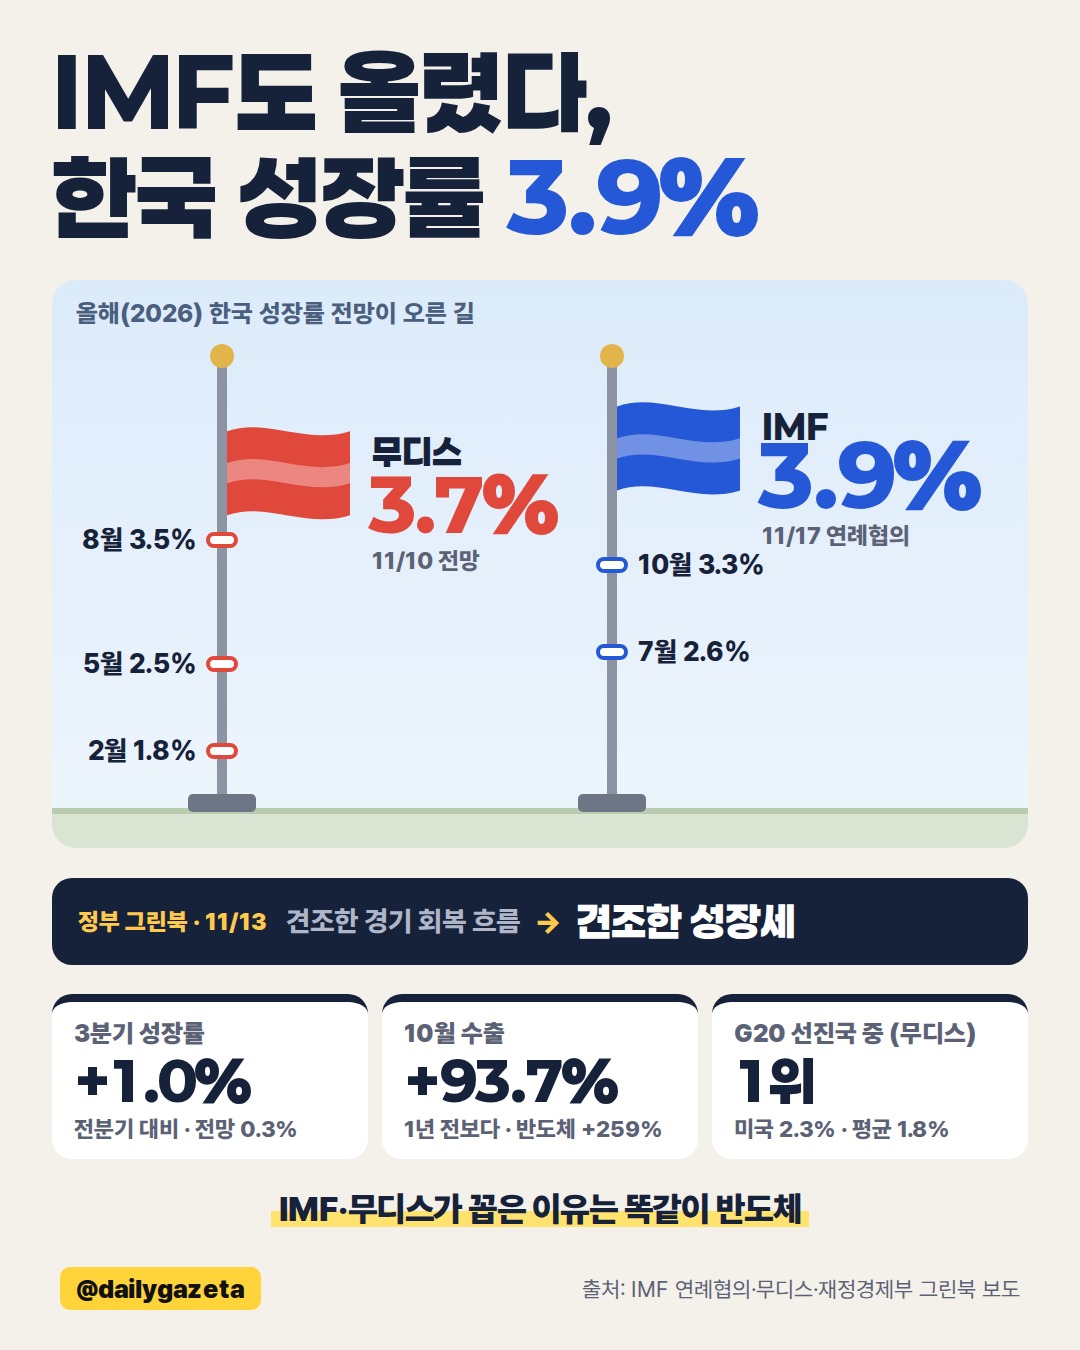 IMF도 올렸다,
한국 성장률 3.9%
올해(2026) 한국 성장률 전망이 오른 길
무디스
3.7%
11/10 전망
8월 3.5%
5월 2.5%
2월 1.8%
IMF
3.9%
11/17 연례협의
10월 3.3%
7월 2.6%
정부 그린북 · 11/13 견조한 경기 회복 흐름 → 견조한 성장세
3분기 성장률
+1.0%
전분기 대비 · 전망 0.3%
10월 수출
+93.7%
1년 전보다 · 반도체 +259%
G20 선진국 중 (무디스)
1위
미국 2.3% · 평균 1.8%
IMF·무디스가 꼽은 이유는 똑같이 반도체
@dailygazeta
출처: IMF 연례협의·무디스·재정경제부 그린북 보도